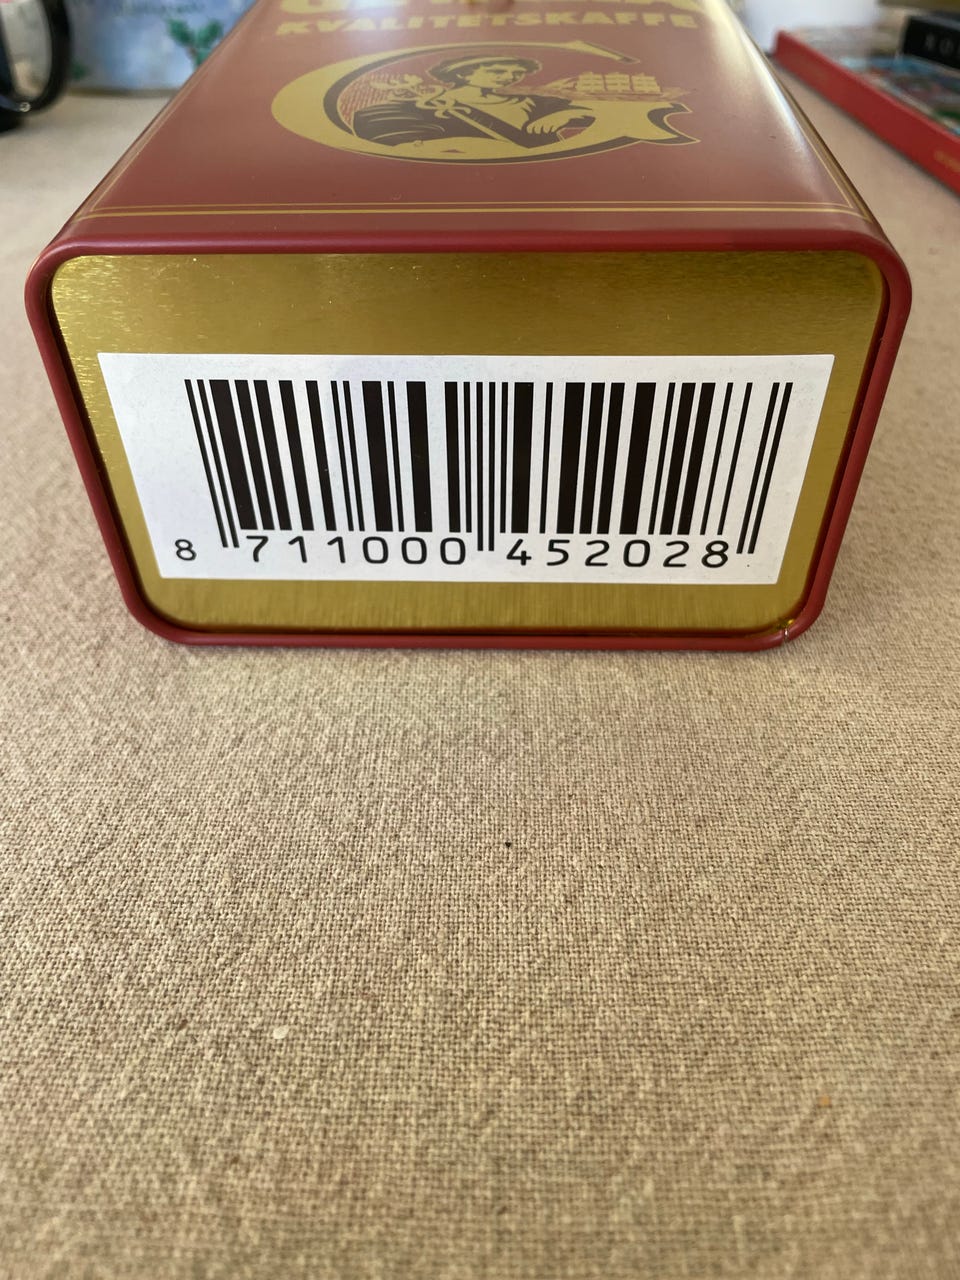 KVALITETSKAFFE
8 711000 452028